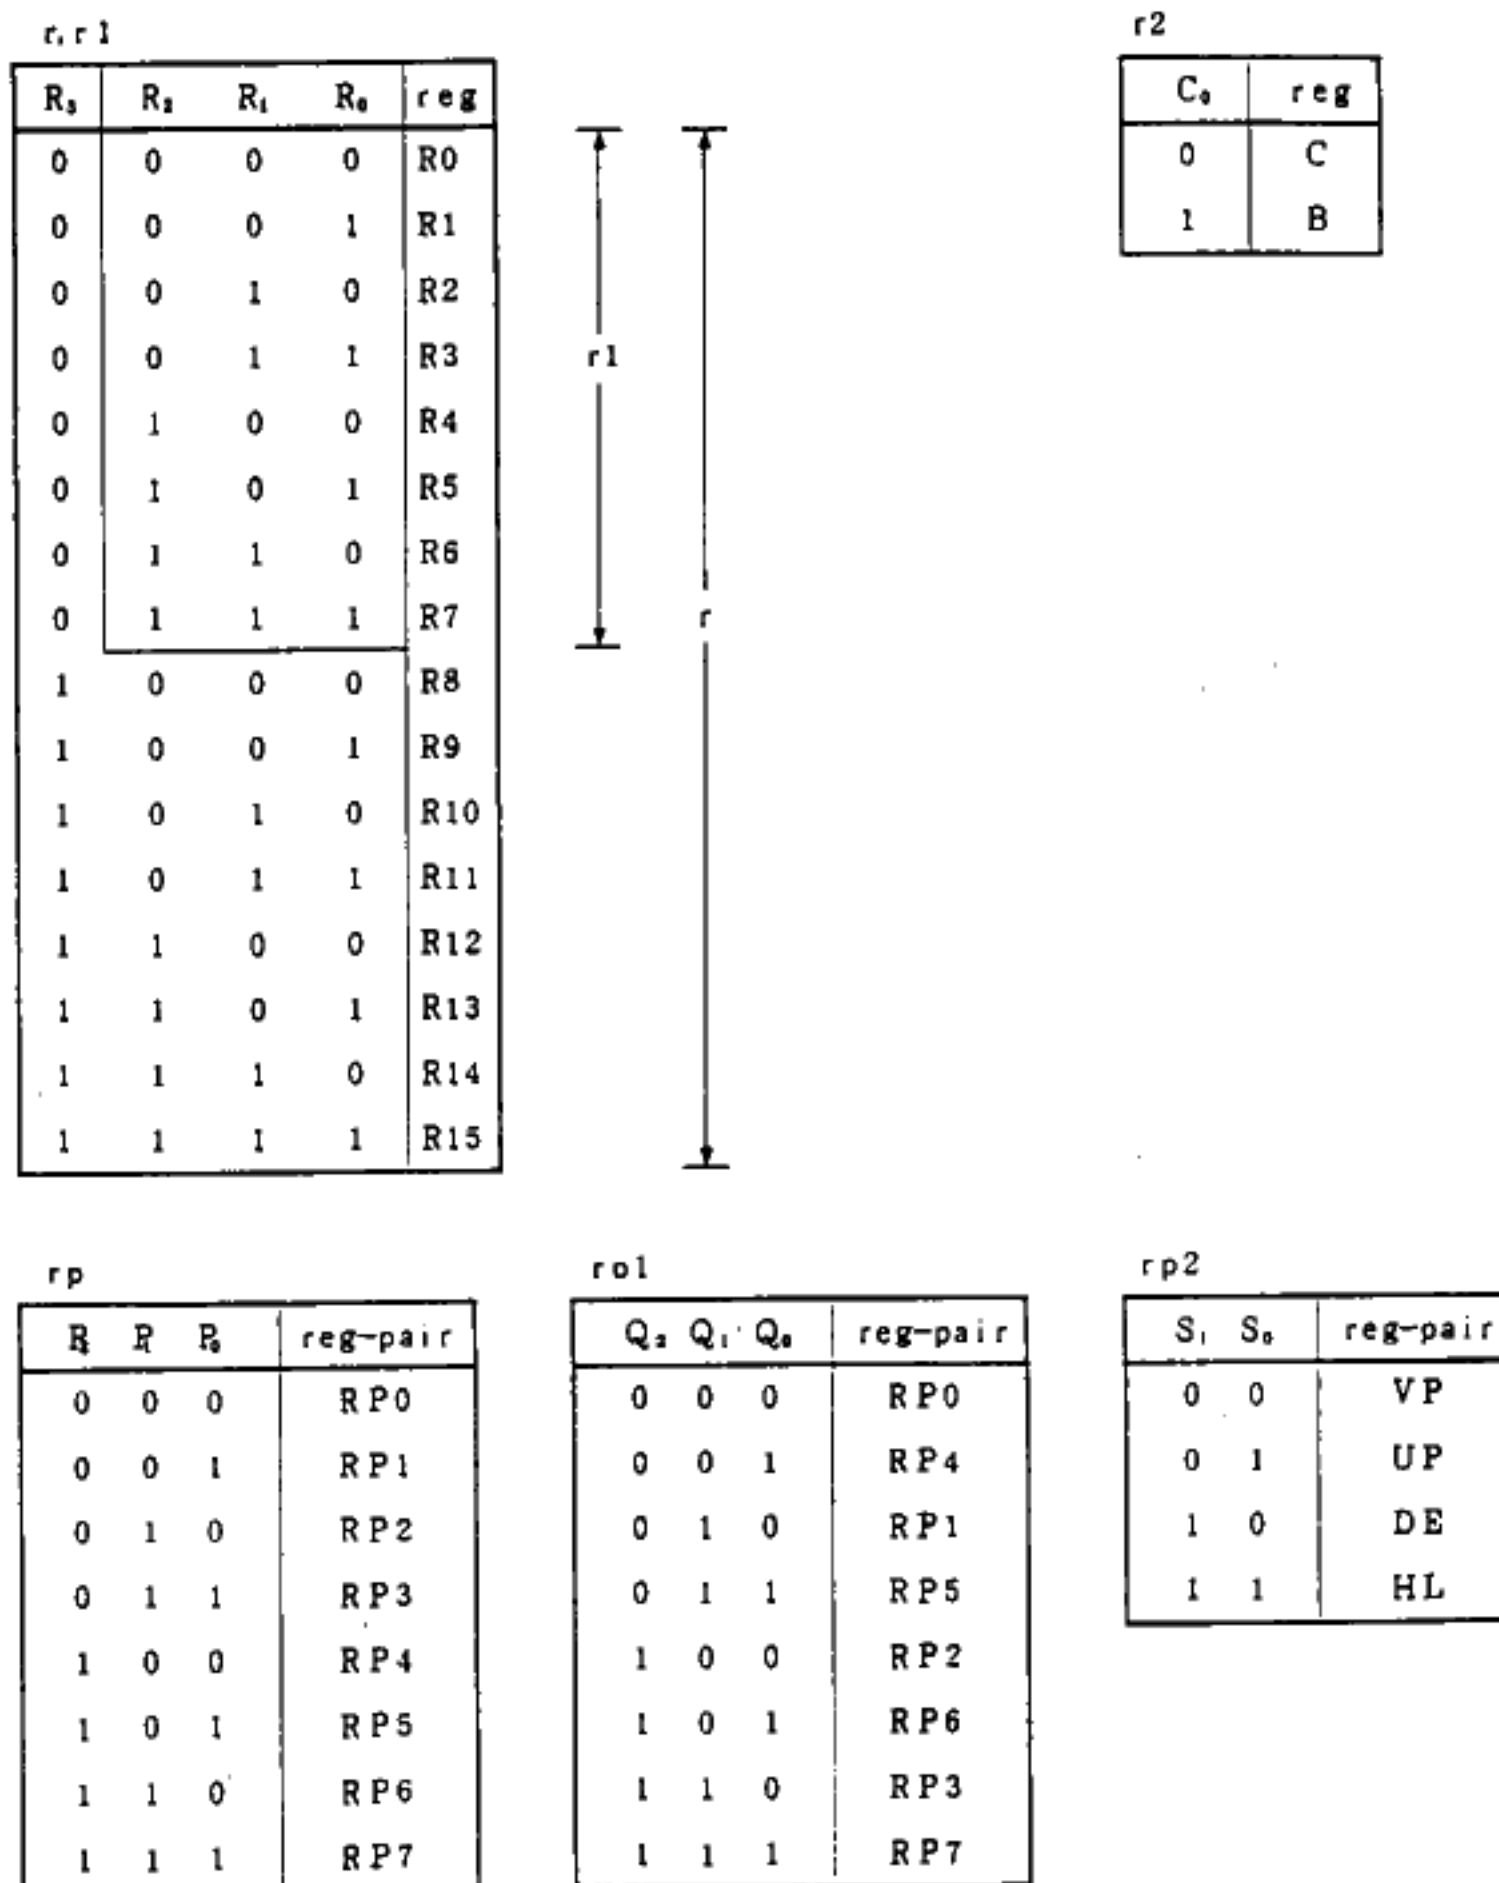 r, r1
R₃ R₂ R₁ R₀ reg
0 0 0 0 R0
0 0 0 1 R1
0 0 1 0 R2
0 0 1 1 R3
0 1 0 0 R4
0 1 0 1 R5
0 1 1 0 R6
0 1 1 1 R7
1 0 0 0 R8
1 0 0 1 R9
1 0 1 0 R10
1 0 1 1 R11
1 1 0 0 R12
1 1 0 1 R13
1 1 1 0 R14
1 1 1 1 R15
r1
r
r2
C₀ reg
0 C
1 B
rp
P₂ P₁ P₀ reg-pair
0 0 0 RP0
0 0 1 RP1
0 1 0 RP2
0 1 1 RP3
1 0 0 RP4
1 0 1 RP5
1 1 0 RP6
1 1 1 RP7
rol
Q₂ Q₁ Q₀ reg-pair
0 0 0 RP0
0 0 1 RP4
0 1 0 RP1
0 1 1 RP5
1 0 0 RP2
1 0 1 RP6
1 1 0 RP3
1 1 1 RP7
rp2
S₁ S₀ reg-pair
0 0 VP
0 1 UP
1 0 DE
1 1 HL